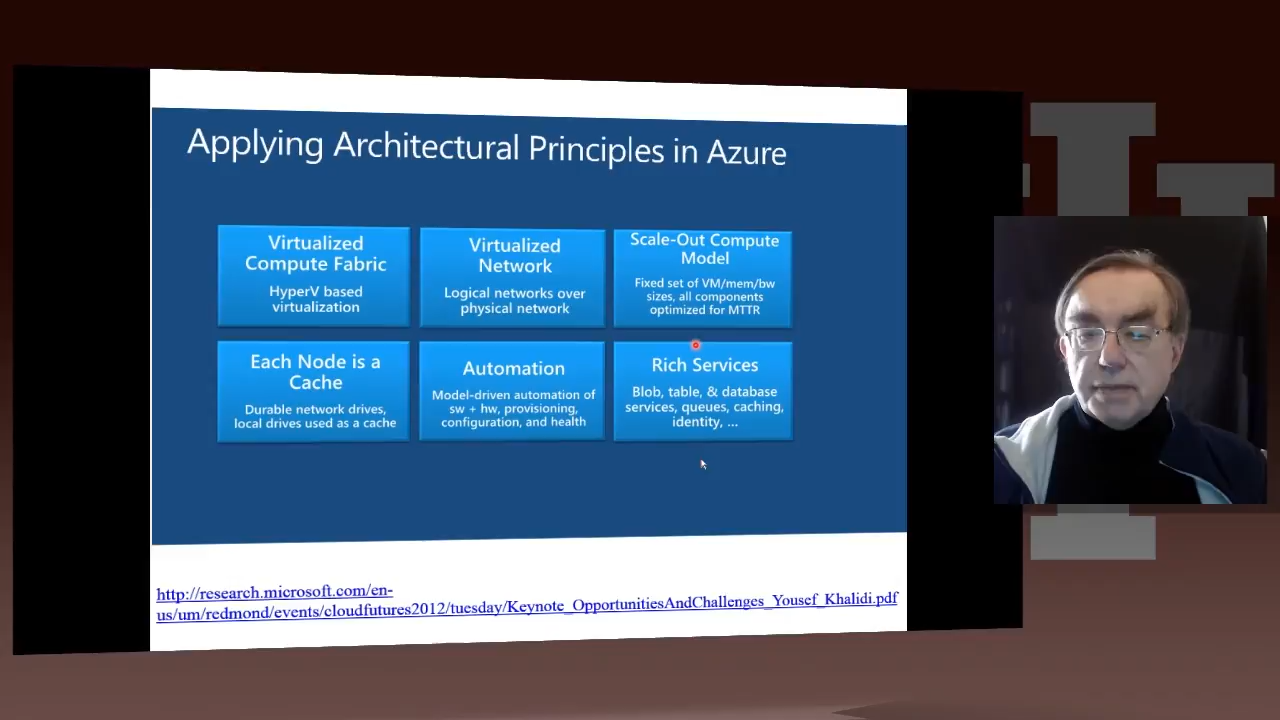 Applying Architectural Principles in Azure
Virtualized
Compute Fabric
HyperV based
virtualization
Virtualized
Network
Logical networks over
physical network
Scale-Out Compute
Model
Fixed set of VM/mem/bw
sizes, all components
optimized for MTTR
Each Node is a
Cache
Durable network drives,
local drives used as a cache
Automation
Model-driven automation of
sw + hw, provisioning,
configuration, and health
Rich Services
Blob, table, & database
services, queues, caching,
identity, ...
http://research.microsoft.com/en-
us/um/redmond/events/cloudfutures2012/tuesday/Keynote_OpportunitiesAndChallenges_Yousef_Khalidi.pdf